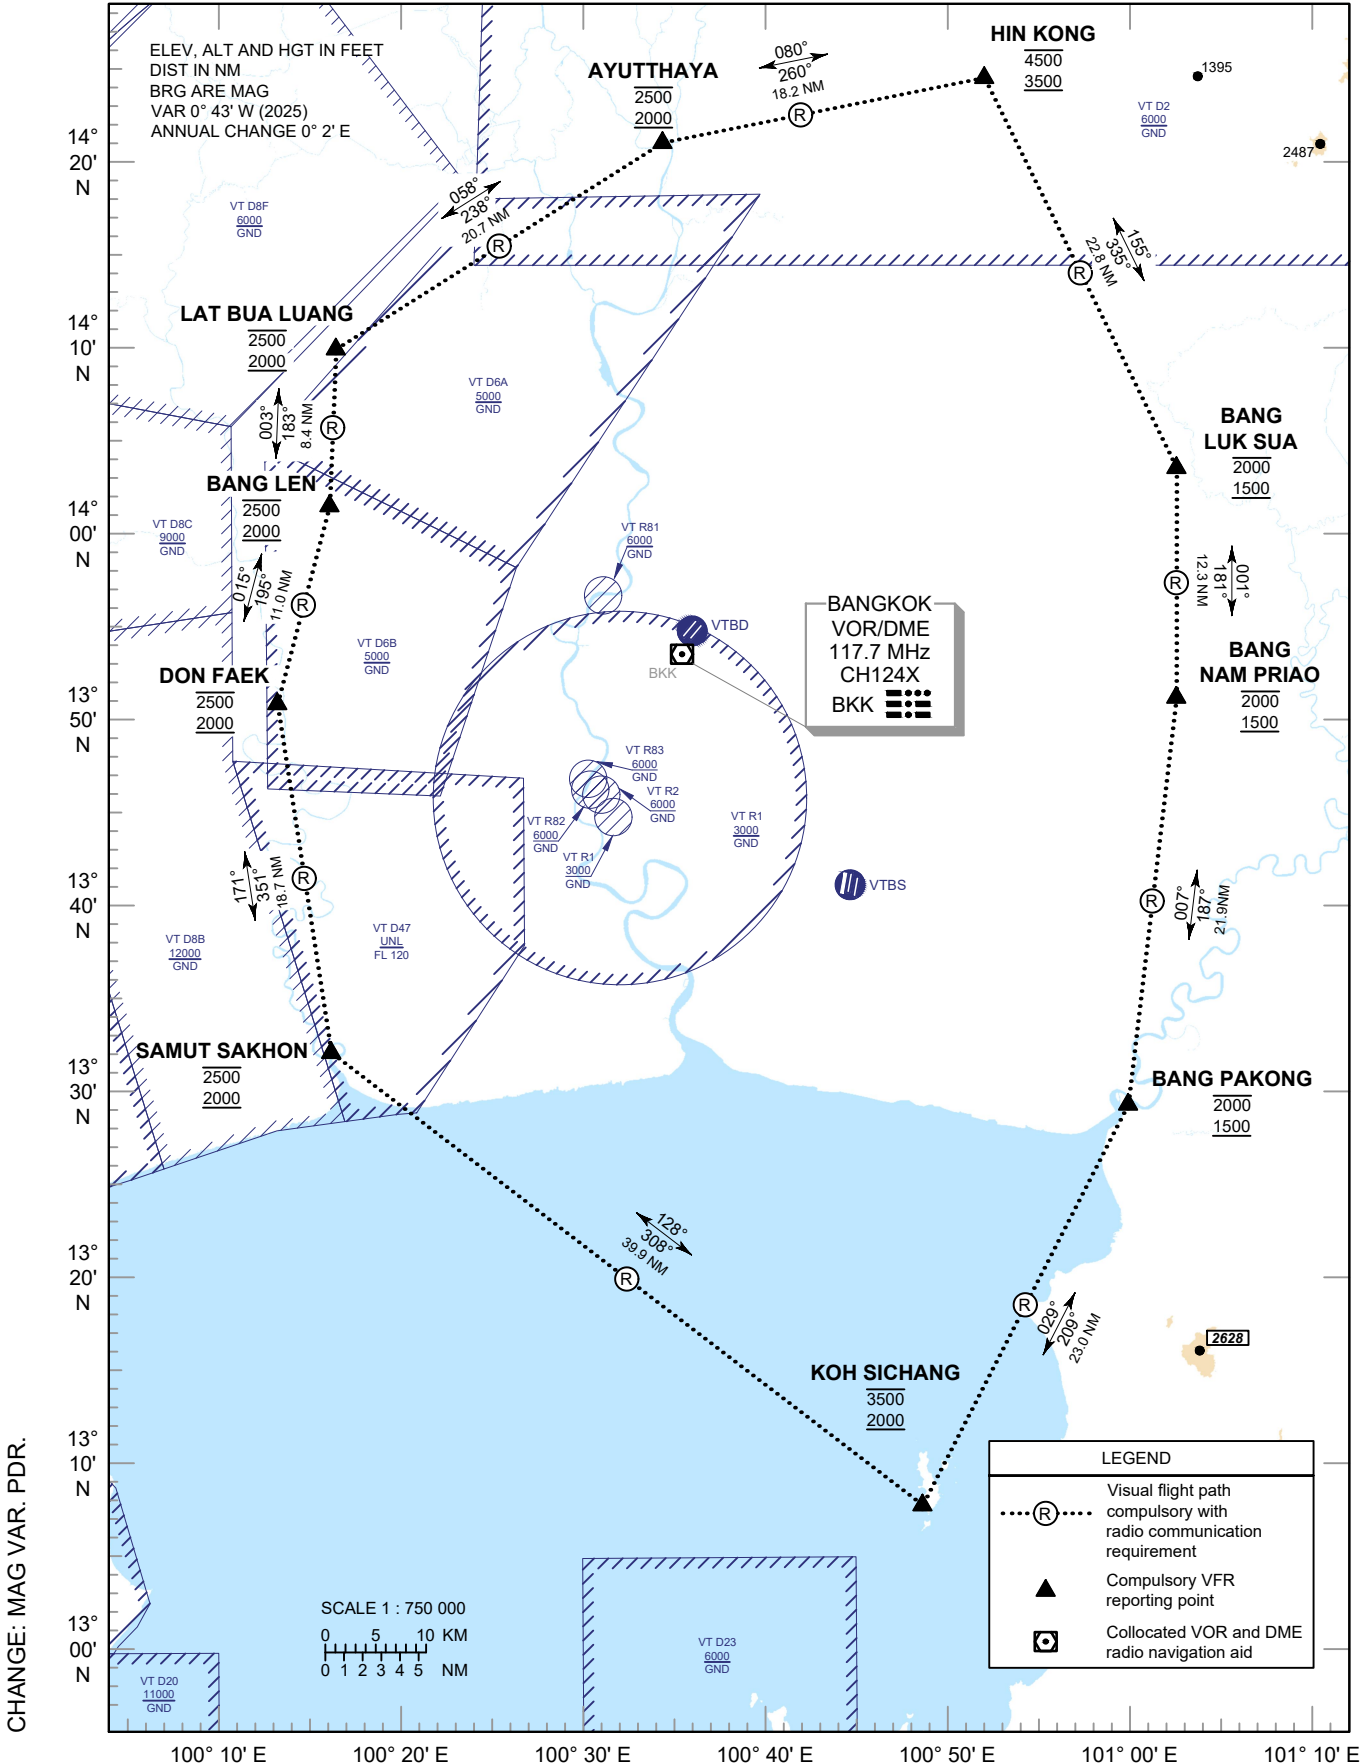 ELEV, ALT AND HGT IN FEET
DIST IN NM
BRG ARE MAG
VAR 0° 43' W (2025)
ANNUAL CHANGE 0° 2' E
HIN KONG
4500
3500
AYUTTHAYA
2500
2000
080°
260°
18.2 NM
R
1395
VT D2
6000
GND
2487
14°
20'
N
058°
238°
20.7 NM
R
VT D8F
6000
GND
155°
335°
22.8 NM
R
LAT BUA LUANG
2500
2000
14°
10'
N
VT D6A
5000
GND
003°
183°
8.4 NM
R
BANG
LUK SUA
2000
1500
BANG LEN
2500
2000
14°
00'
N
VT D8C
9000
GND
VT R81
6000
GND
015°
195°
11.0 NM
R
001°
181°
12.3 NM
R
BANGKOK
VOR/DME
117.7 MHz
CH124X
BKK
VTBD
BKK
VT D6B
5000
GND
DON FAEK
2500
2000
BANG
NAM PRIAO
2000
1500
13°
50'
N
VT R83
6000
GND
VT R2
6000
GND
VT R82
6000
GND
VT R1
3000
GND
VT R1
3000
GND
171°
351°
18.7 NM
R
VTBS
007°
187°
21.9NM
R
13°
40'
N
VT D8B
12000
GND
VT D47
UNL
FL 120
SAMUT SAKHON
2500
2000
13°
30'
N
BANG PAKONG
2000
1500
128°
308°
39.9 NM
R
13°
20'
N
029°
209°
23.0 NM
R
2628
KOH SICHANG
3500
2000
13°
10'
N
LEGEND
R
Visual flight path
compulsory with
radio communication
requirement
Compulsory VFR
reporting point
Collocated VOR and DME
radio navigation aid
SCALE 1 : 750 000
0 5 10 KM
0 1 2 3 4 5 NM
13°
00'
N
VT D20
11000
GND
VT D23
6000
GND
100° 10' E 100° 20' E 100° 30' E 100° 40' E 100° 50' E 101° 00' E 101° 10' E
CHANGE: MAG VAR. PDR.